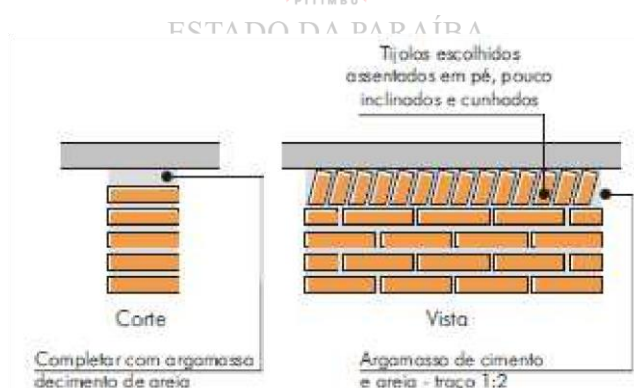 PITIMBU
ESTADO DA PARAÍBA
Tijolos escolhidos
assentados em pé, pouco
inclinados e cunhados
Corte
Vista
Completar com argamassa
decimento de areia
Argamassa de cimento
e areia - traço 1:2